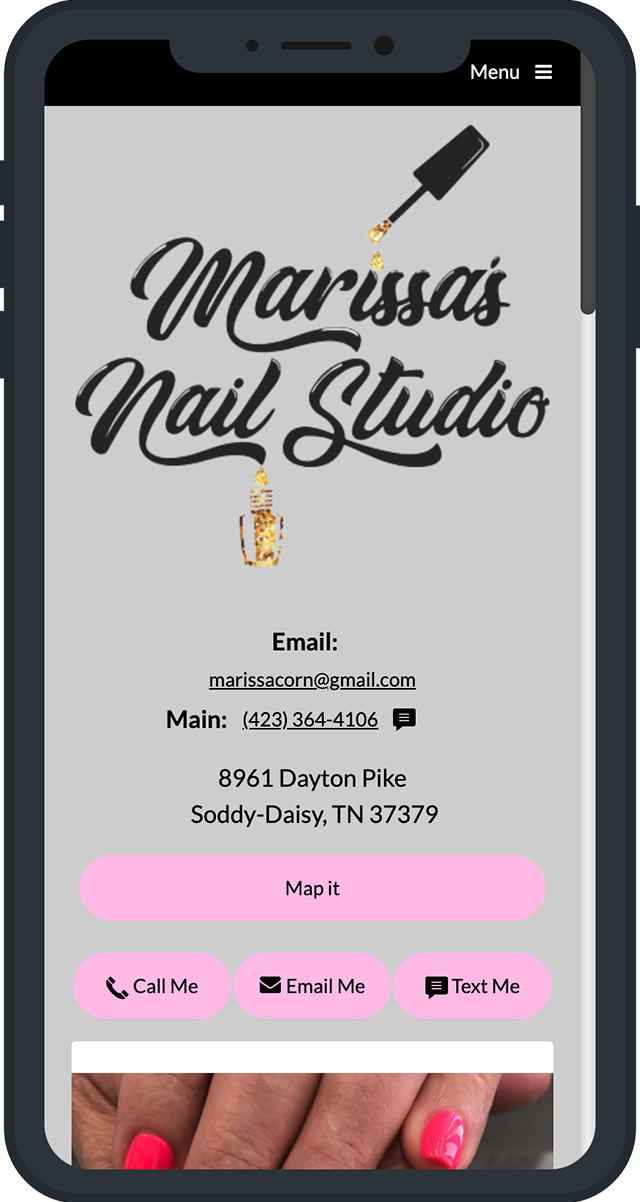 Menu
Marissa's
Nail Studio
Email:
marissacorn@gmail.com
Main: (423) 364-4106
8961 Dayton Pike
Soddy-Daisy, TN 37379
Map it
Call Me Email Me Text Me